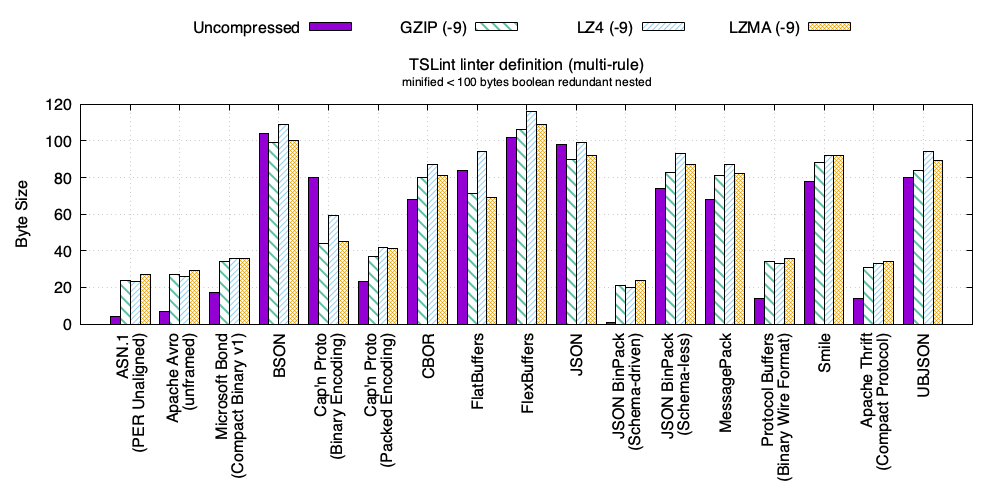 Uncompressed GZIP (-9) LZ4 (-9) LZMA (-9)
TSLint linter definition (multi-rule)
minified < 100 bytes boolean redundant nested
Byte Size
120
100
80
60
40
20
0
ASN.1
(PER Unaligned)
Apache Avro
(unframed)
Microsoft Bond
(Compact Binary v1)
BSON
Cap'n Proto
(Binary Encoding)
Cap'n Proto
(Packed Encoding)
CBOR
FlatBuffers
FlexBuffers
JSON
JSON BinPack
(Schema-driven)
JSON BinPack
(Schema-less)
MessagePack
Protocol Buffers
(Binary Wire Format)
Smile
Apache Thrift
(Compact Protocol)
UBJSON